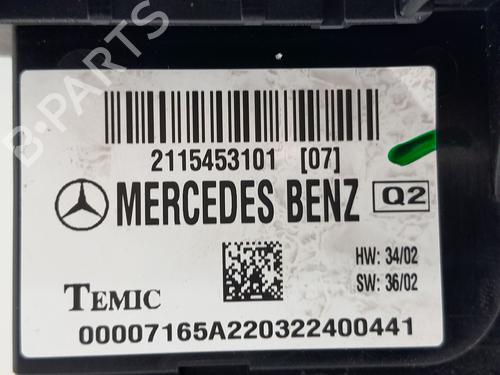 2115453101 [07]
MERCEDES BENZ Q2
HW: 34/02
SW: 36/02
TEMIC
00007165A220322400441
B-PARTS